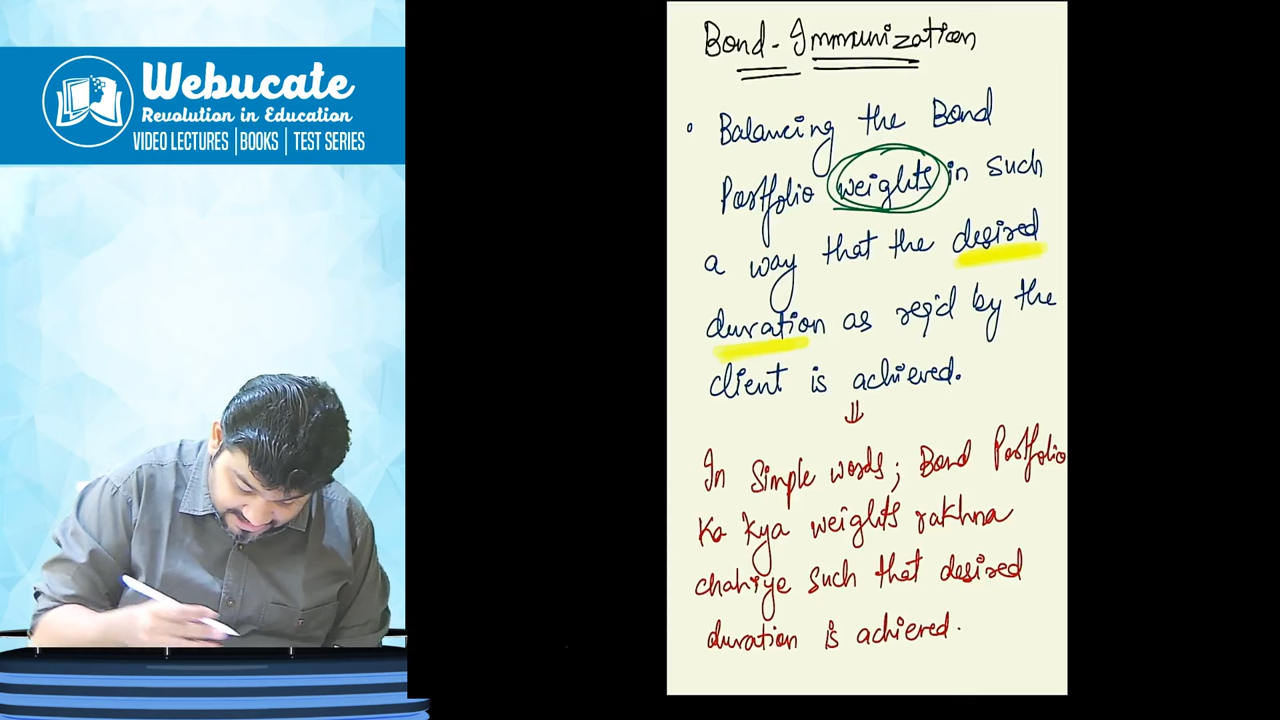 Webucate
Revolution in Education
VIDEO LECTURES | BOOKS | TEST SERIES
Bond - Immunization
• Balancing the Bond
Portfolio weights in such
a way that the desired
duration as req'd by the
client is achieved.
⇓
In Simple words; Bond Portfolio
Ka Kya weights rakhna
chahiye such that desired
duration is achieved.